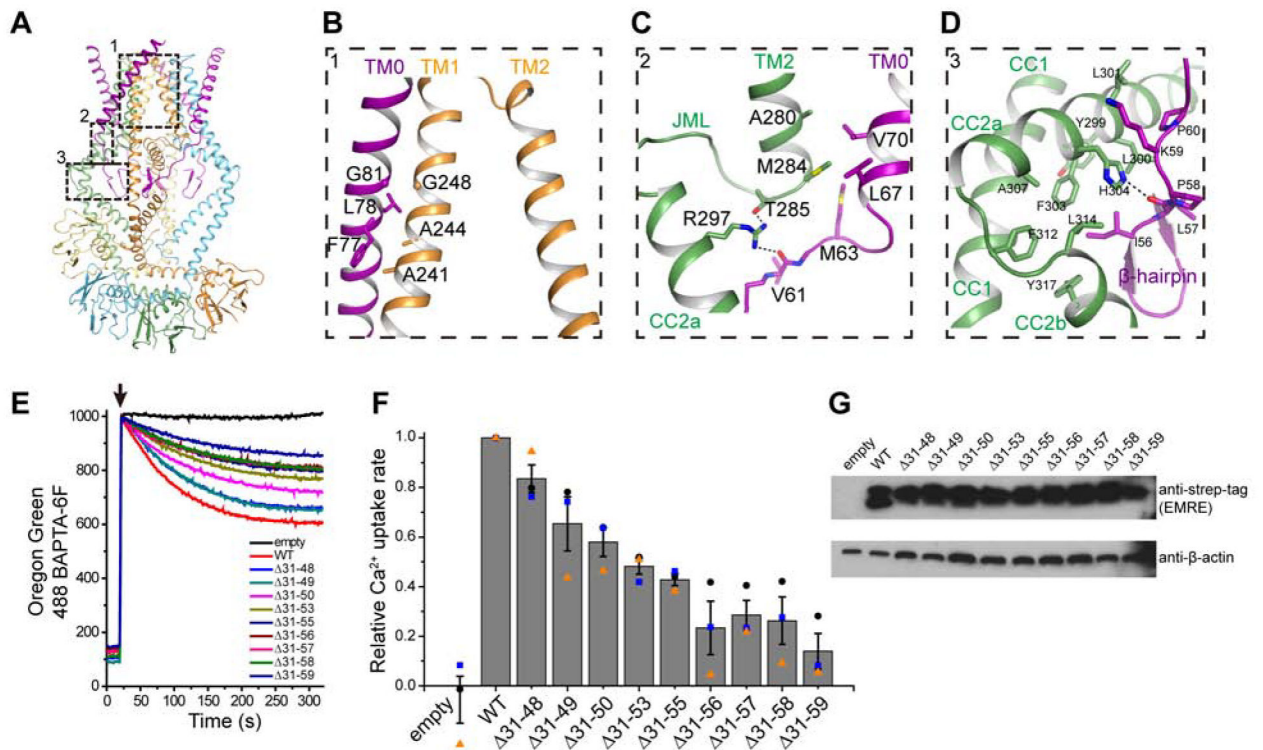 A
1
2
3
B
1
TM0
TM1
TM2
G81
G248
L78
A244
F77
A241
C
2
TM2
TM0
JML
A280
V70
M284
L67
T285
R297
M63
V61
CC2a
D
3
CC1
L301
CC2a
Y299
P60
K59
L300
A307
H304
P58
F303
L314
F312
I56
L57
β-hairpin
CC1
Y317
CC2b
E
Oregon Green
488 BAPTA-6F
1000
800
600
400
200
0
0 50 100 150 200 250 300
Time (s)
empty
WT
Δ31-48
Δ31-49
Δ31-50
Δ31-53
Δ31-55
Δ31-56
Δ31-57
Δ31-58
Δ31-59
F
Relative Ca²⁺ uptake rate
1.0
0.8
0.6
0.4
0.2
0.0
empty
WT
Δ31-48
Δ31-49
Δ31-50
Δ31-53
Δ31-55
Δ31-56
Δ31-57
Δ31-58
Δ31-59
G
empty
WT
Δ31-48
Δ31-49
Δ31-50
Δ31-53
Δ31-55
Δ31-56
Δ31-57
Δ31-58
Δ31-59
anti-strep-tag
(EMRE)
anti-β-actin